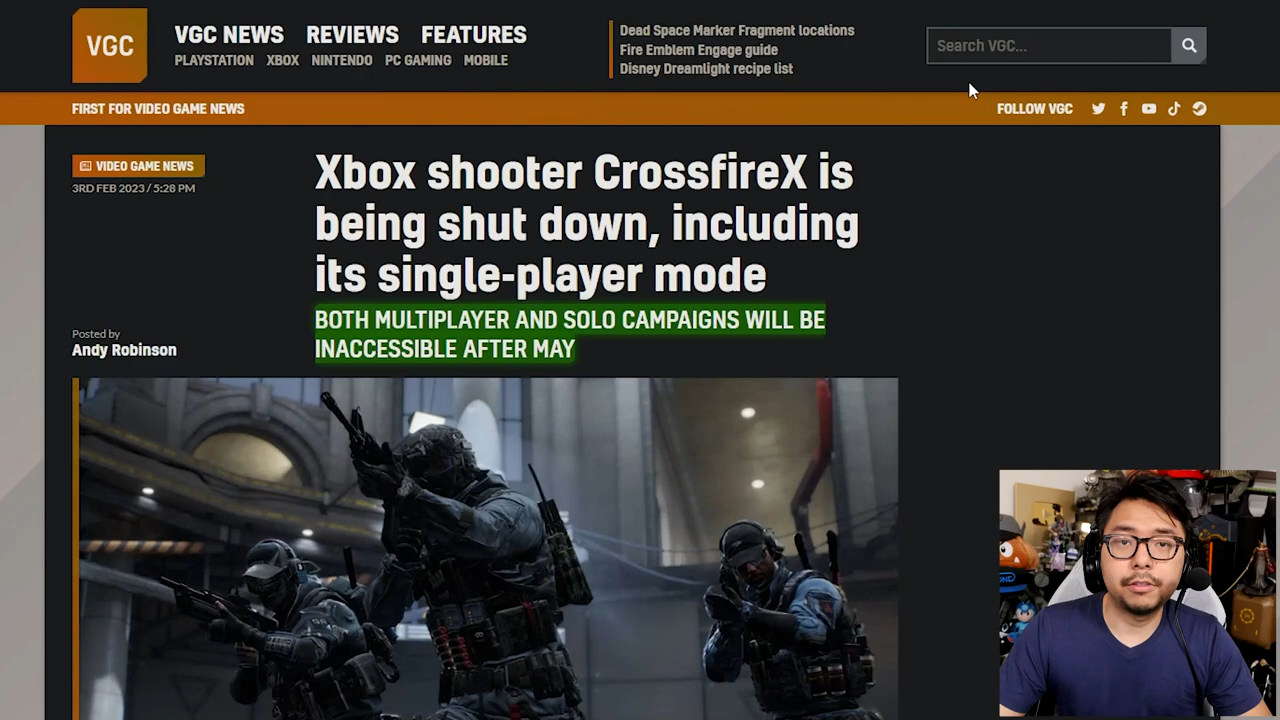 VGC
VGC NEWS REVIEWS FEATURES
PLAYSTATION XBOX NINTENDO PC GAMING MOBILE
Dead Space Marker Fragment locations
Fire Emblem Engage guide
Disney Dreamlight recipe list
Search VGC...
FIRST FOR VIDEO GAME NEWS
FOLLOW VGC
VIDEO GAME NEWS
3RD FEB 2023 / 5:28 PM
Xbox shooter CrossfireX is
being shut down, including
its single-player mode
BOTH MULTIPLAYER AND SOLO CAMPAIGNS WILL BE
INACCESSIBLE AFTER MAY
Posted by
Andy Robinson